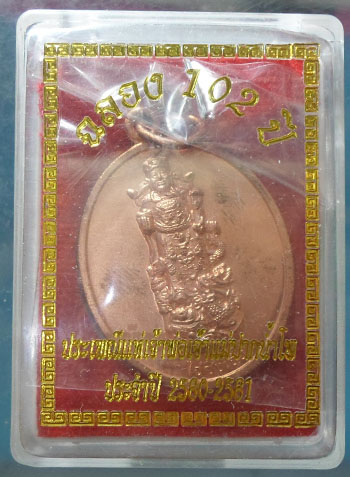 ฉลอง 102 ปี
ประเพณีแห่เจ้าพ่อเจ้าแม่ปากน้ำโพ
ประจำปี 2560-2561